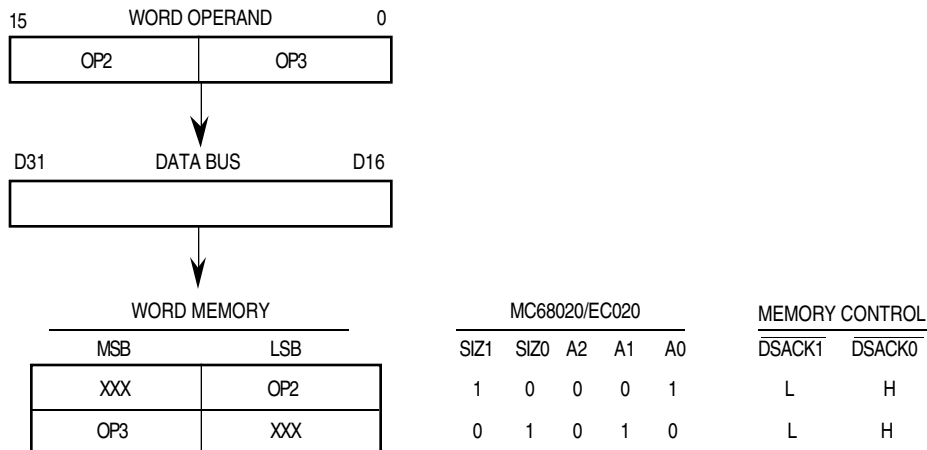 15 WORD OPERAND 0
OP2 OP3
D31 DATA BUS D16
WORD MEMORY MC68020/EC020 MEMORY CONTROL
MSB LSB SIZ1 SIZ0 A2 A1 A0 DSACK1 DSACK0
XXX OP2 1 0 0 0 1 L H
OP3 XXX 0 1 0 1 0 L H